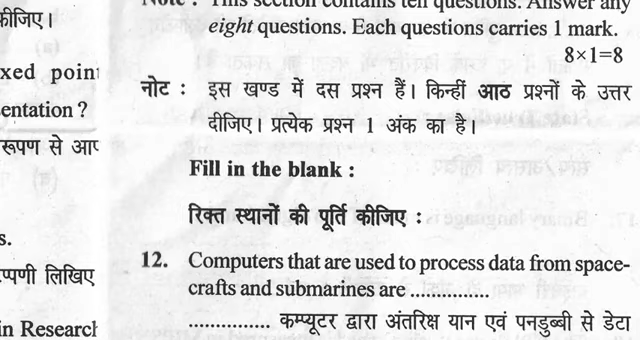 कीजिए।
xed point
sentation ?
रूपण से आप
s.
प्पणी लिखिए
in Research
Note : This section contains ten questions. Answer any
eight questions. Each questions carries 1 mark.
8×1=8
नोट : इस खण्ड में दस प्रश्न हैं। किन्हीं आठ प्रश्नों के उत्तर
दीजिए। प्रत्येक प्रश्न 1 अंक का है।
Fill in the blank :
रिक्त स्थानों की पूर्ति कीजिए :
12. Computers that are used to process data from space-
crafts and submarines are ..............
............... कम्प्यूटर द्वारा अंतरिक्ष यान एवं पनडुब्बी से डेटा